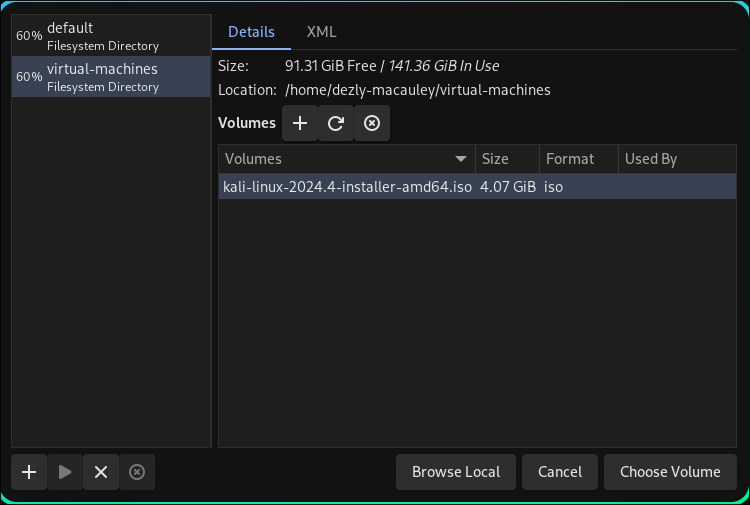 60% default
Filesystem Directory
60% virtual-machines
Filesystem Directory
Details XML
Size: 91.31 GiB Free / 141.36 GiB In Use
Location: /home/dezly-macauley/virtual-machines
Volumes
Volumes Size Format Used By
kali-linux-2024.4-installer-amd64.iso 4.07 GiB iso
Browse Local Cancel Choose Volume